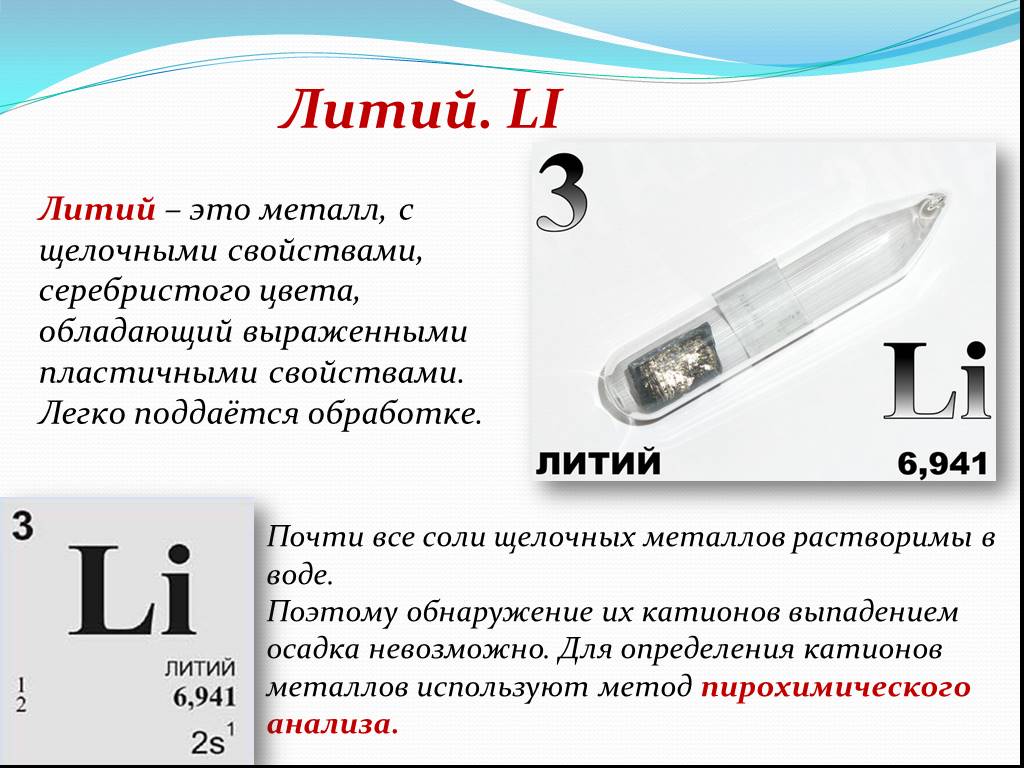 Литий. LI
Литий – это металл, с
щелочными свойствами,
серебристого цвета,
обладающий выраженными
пластичными свойствами.
Легко поддаётся обработке.
3
Li
ЛИТИЙ 6,941
3
Li
ЛИТИЙ
1
2
6,941
2s¹
Почти все соли щелочных металлов растворимы в
воде.
Поэтому обнаружение их катионов выпадением
осадка невозможно. Для определения катионов
металлов используют метод пирохимического
анализа.